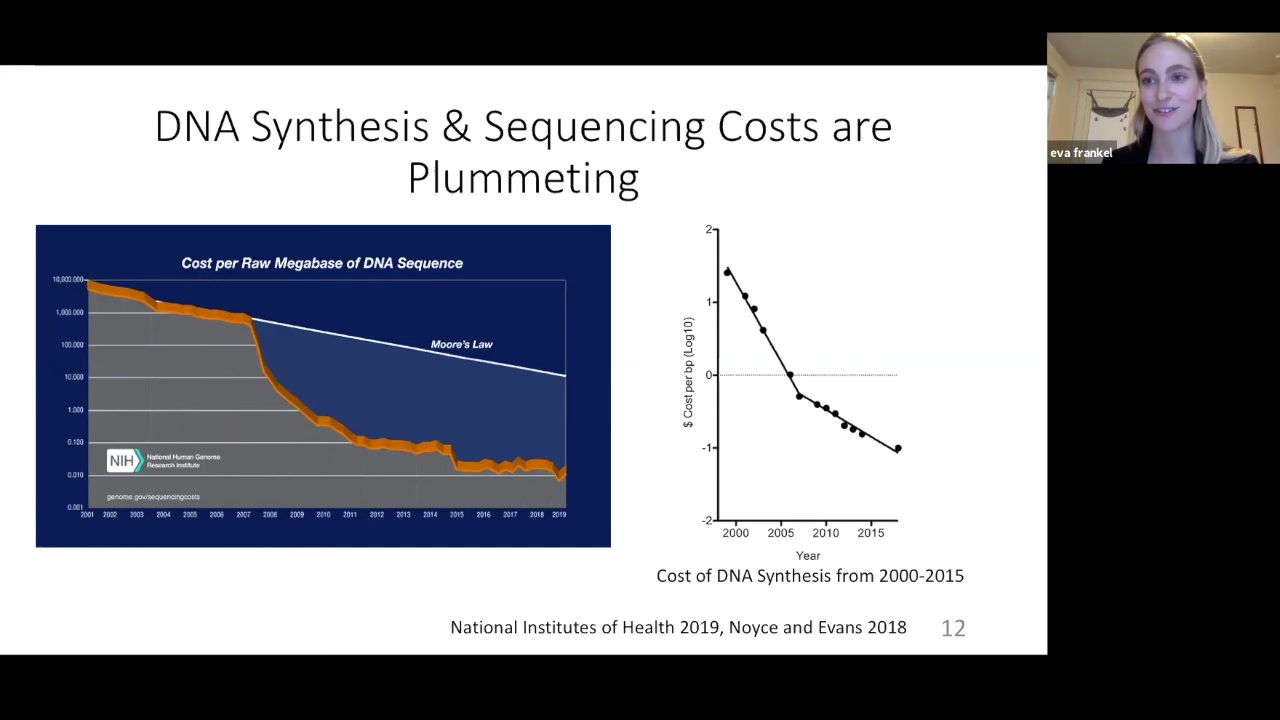 DNA Synthesis & Sequencing Costs are
Plummeting
eva frankel
Cost per Raw Megabase of DNA Sequence
10,000.000
1,000.000
100.000
10.000
1.000
0.100
0.010
0.001
Moore's Law
NIH
National Human Genome
Research Institute
genome.gov/sequencingcosts
2001 2002 2003 2004 2005 2006 2007 2008 2009 2010 2011 2012 2013 2014 2015 2016 2017 2018 2019
$ Cost per bp (Log10)
2
1
0
-1
-2
2000 2005 2010 2015
Year
Cost of DNA Synthesis from 2000-2015
National Institutes of Health 2019, Noyce and Evans 2018
12